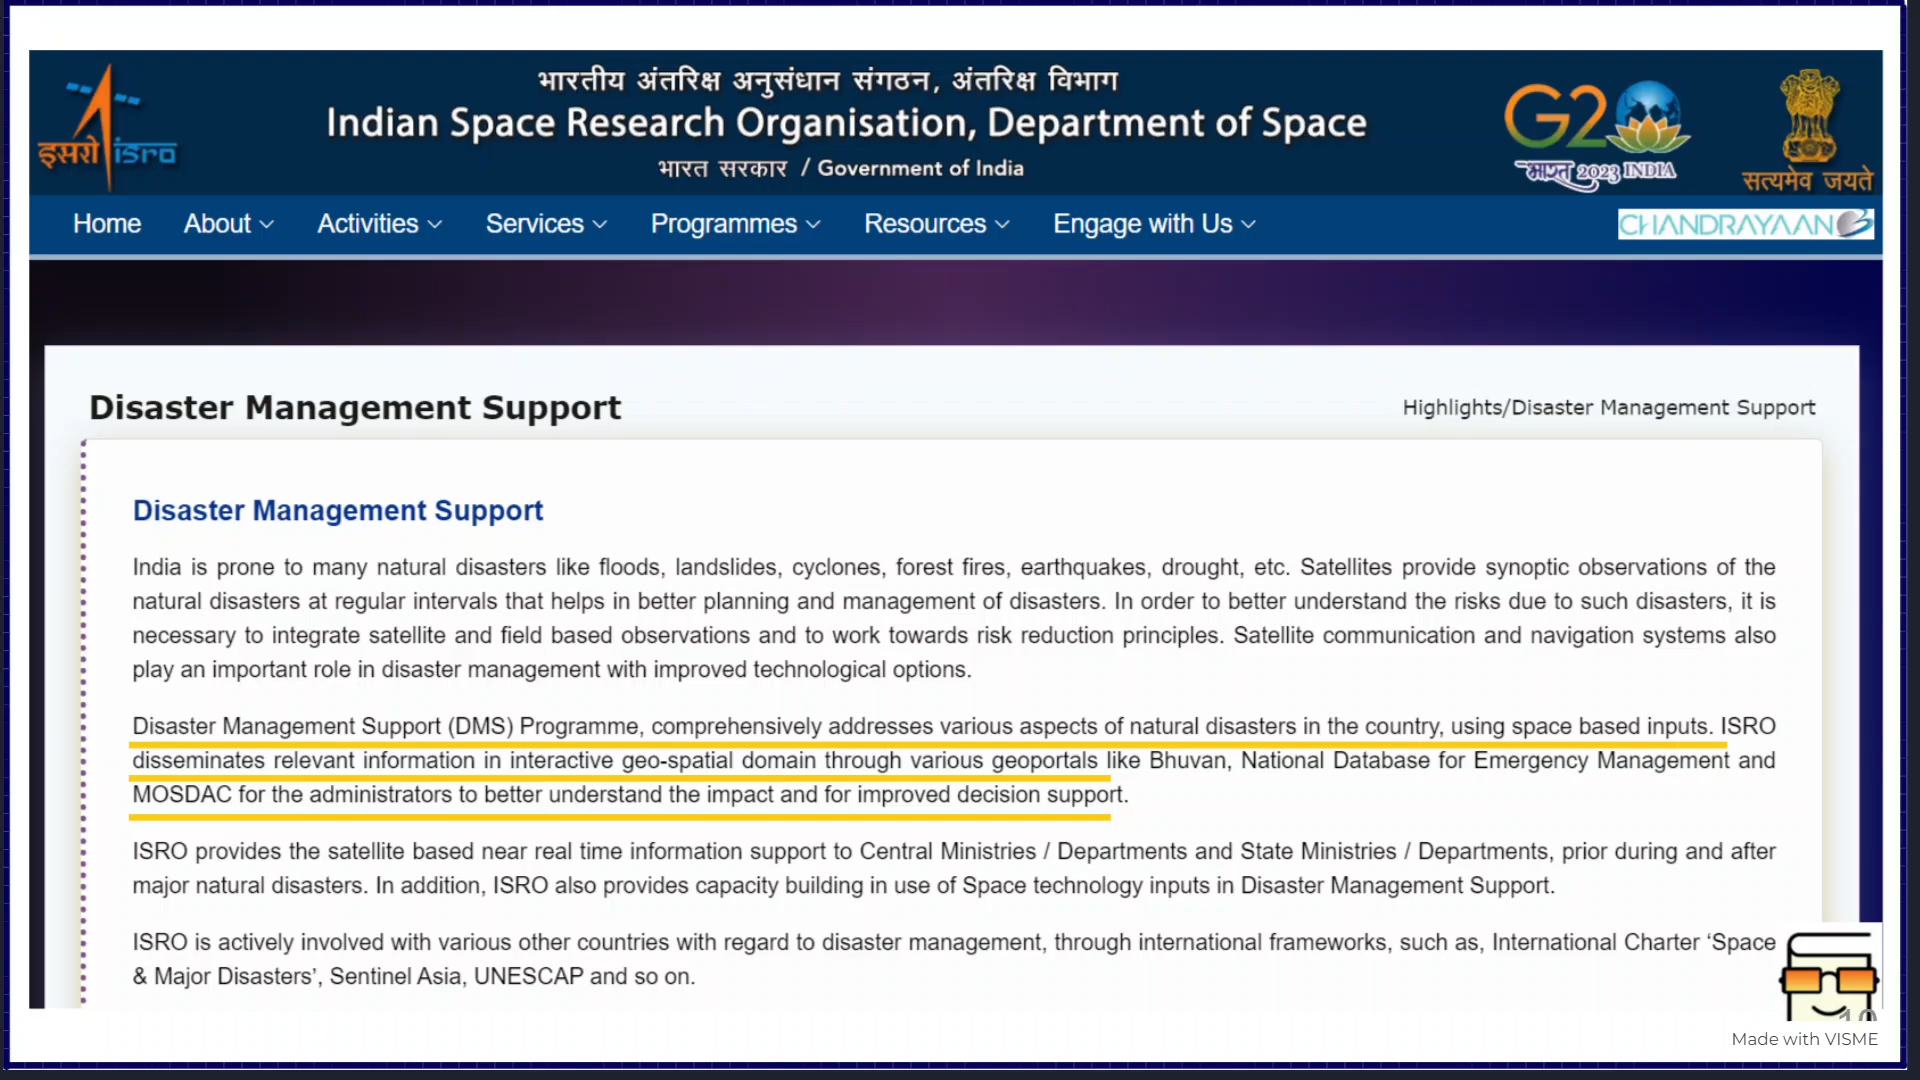 भारतीय अंतरिक्ष अनुसंधान संगठन, अंतरिक्ष विभाग
Indian Space Research Organisation, Department of Space
भारत सरकार / Government of India
इसरो isro
G20
भारत 2023 INDIA
सत्यमेव जयते
Home About Activities Services Programmes Resources Engage with Us
CHANDRAYAAN 3
Disaster Management Support
Highlights/Disaster Management Support
Disaster Management Support
India is prone to many natural disasters like floods, landslides, cyclones, forest fires, earthquakes, drought, etc. Satellites provide synoptic observations of the
natural disasters at regular intervals that helps in better planning and management of disasters. In order to better understand the risks due to such disasters, it is
necessary to integrate satellite and field based observations and to work towards risk reduction principles. Satellite communication and navigation systems also
play an important role in disaster management with improved technological options.
Disaster Management Support (DMS) Programme, comprehensively addresses various aspects of natural disasters in the country, using space based inputs. ISRO
disseminates relevant information in interactive geo-spatial domain through various geoportals like Bhuvan, National Database for Emergency Management and
MOSDAC for the administrators to better understand the impact and for improved decision support.
ISRO provides the satellite based near real time information support to Central Ministries / Departments and State Ministries / Departments, prior during and after
major natural disasters. In addition, ISRO also provides capacity building in use of Space technology inputs in Disaster Management Support.
ISRO is actively involved with various other countries with regard to disaster management, through international frameworks, such as, International Charter ‘Space
& Major Disasters’, Sentinel Asia, UNESCAP and so on.
Made with VISME